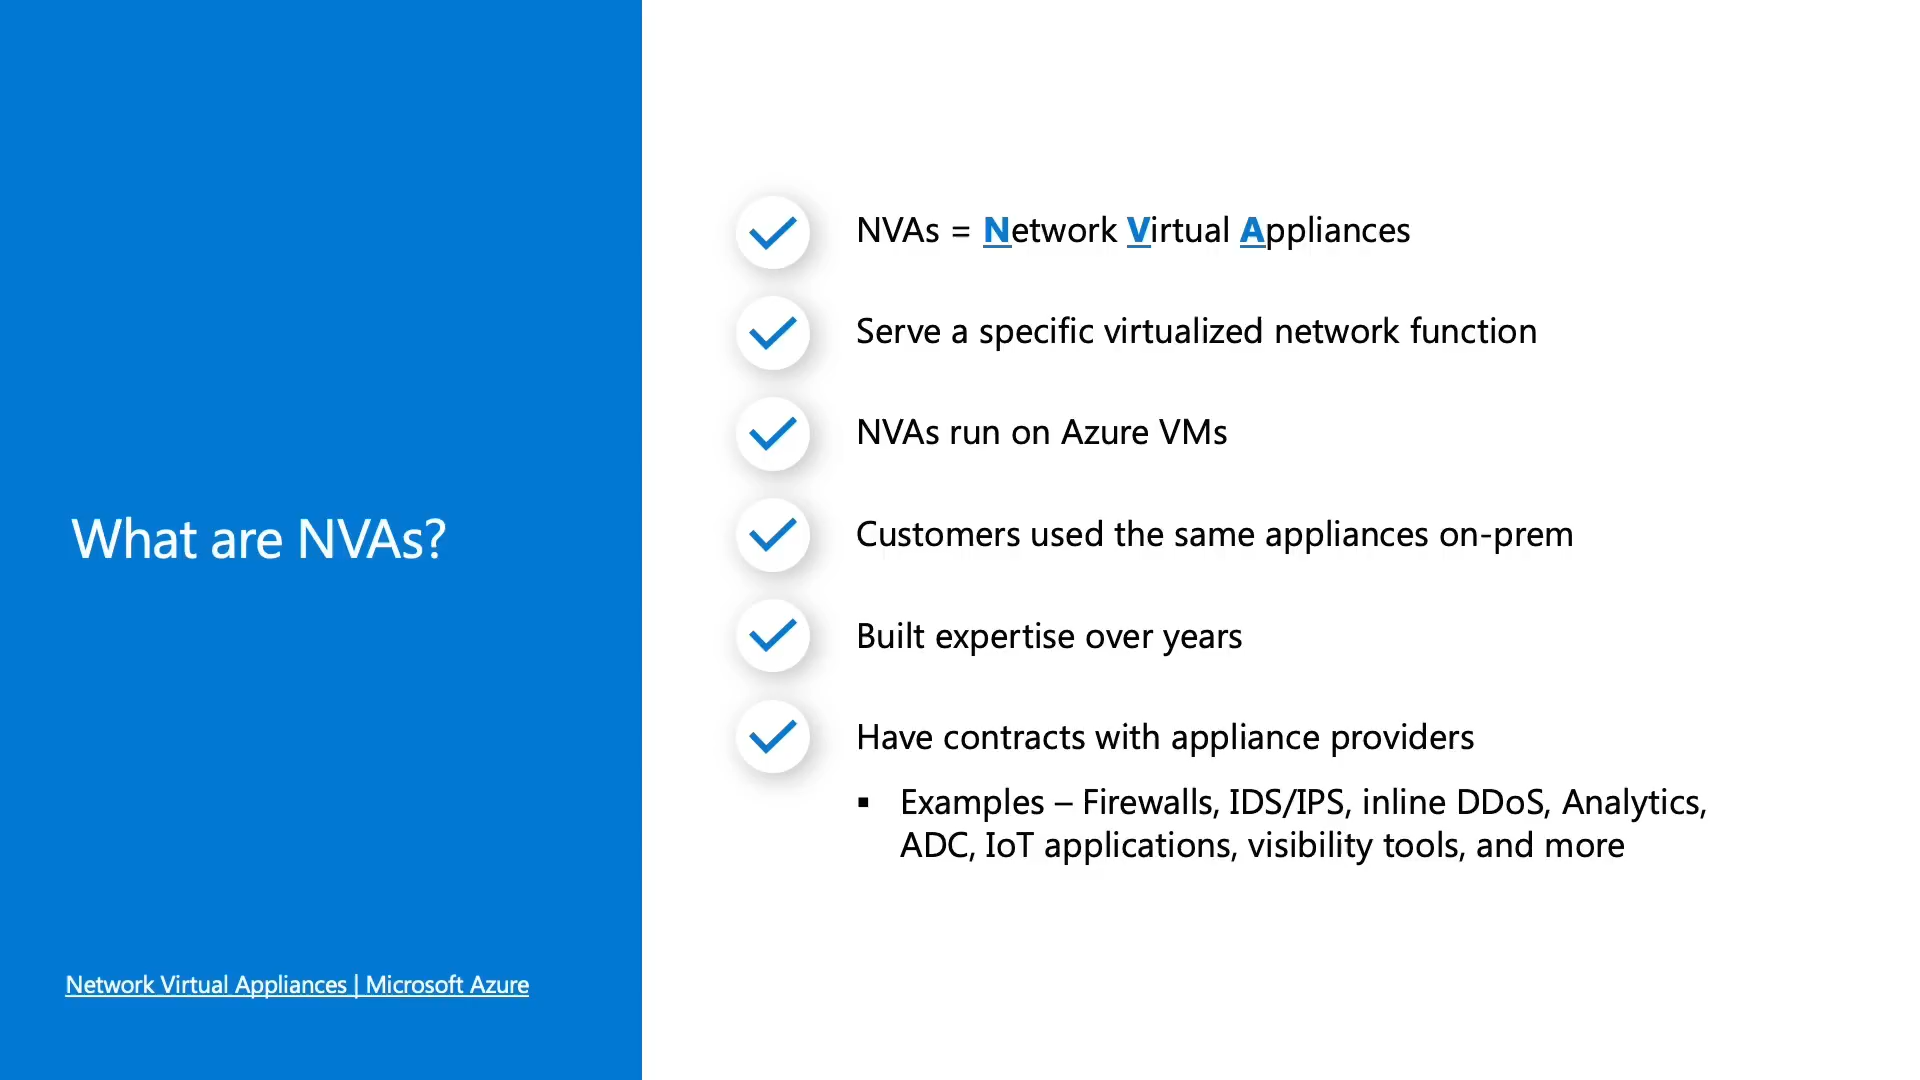 What are NVAs?
Network Virtual Appliances | Microsoft Azure
NVAs = Network Virtual Appliances
Serve a specific virtualized network function
NVAs run on Azure VMs
Customers used the same appliances on-prem
Built expertise over years
Have contracts with appliance providers
▪ Examples – Firewalls, IDS/IPS, inline DDoS, Analytics,
ADC, IoT applications, visibility tools, and more